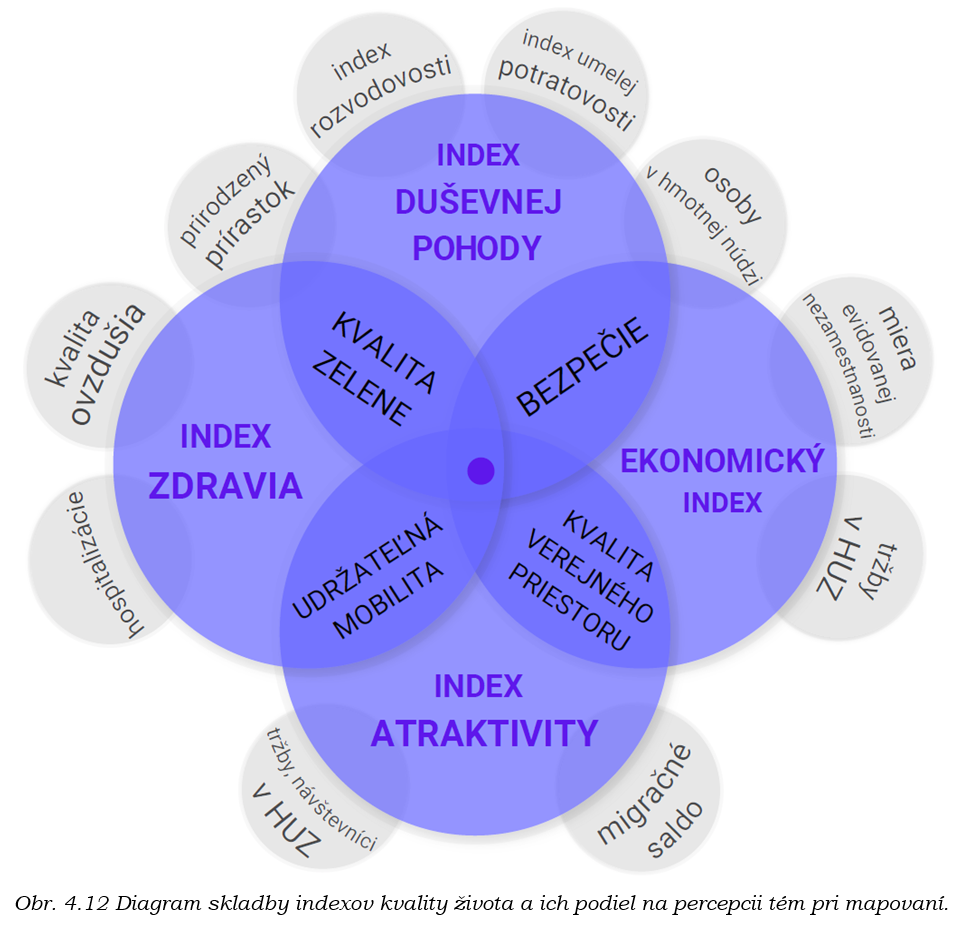 index
rozvodovosti
index umelej
potratovosti
prirodzený
prírastok
osoby
v hmotnej núdzi
kvalita
ovzdušia
miera
evidovanej
nezamestnanosti
hospitalizácie
tržby
v HUZ
tržby, návštevníci
v HUZ
migračné
saldo
INDEX
DUŠEVNEJ
POHODY
KVALITA
ZELENE
BEZPEČIE
INDEX
ZDRAVIA
EKONOMICKÝ
INDEX
UDRŽATEĽNÁ
MOBILITA
KVALITA
VEREJNÉHO
PRIESTORU
INDEX
ATRAKTIVITY
Obr. 4.12 Diagram skladby indexov kvality života a ich podiel na percepcii tém pri mapovaní.